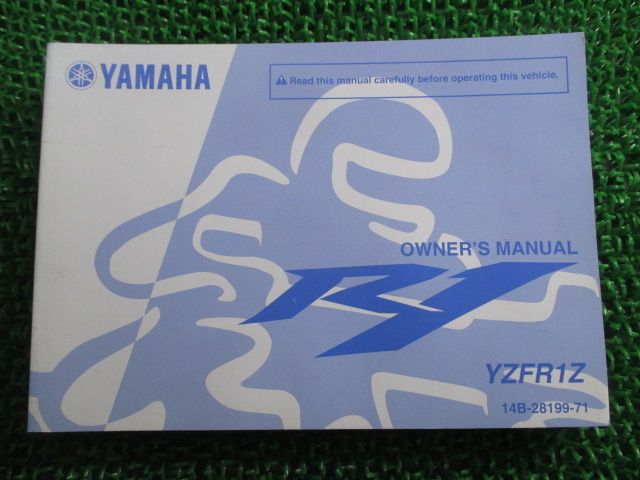 YAMAHA
⚠ Read this manual carefully before operating this vehicle.
OWNER'S MANUAL
R1
YZFR1Z
14B-28199-71